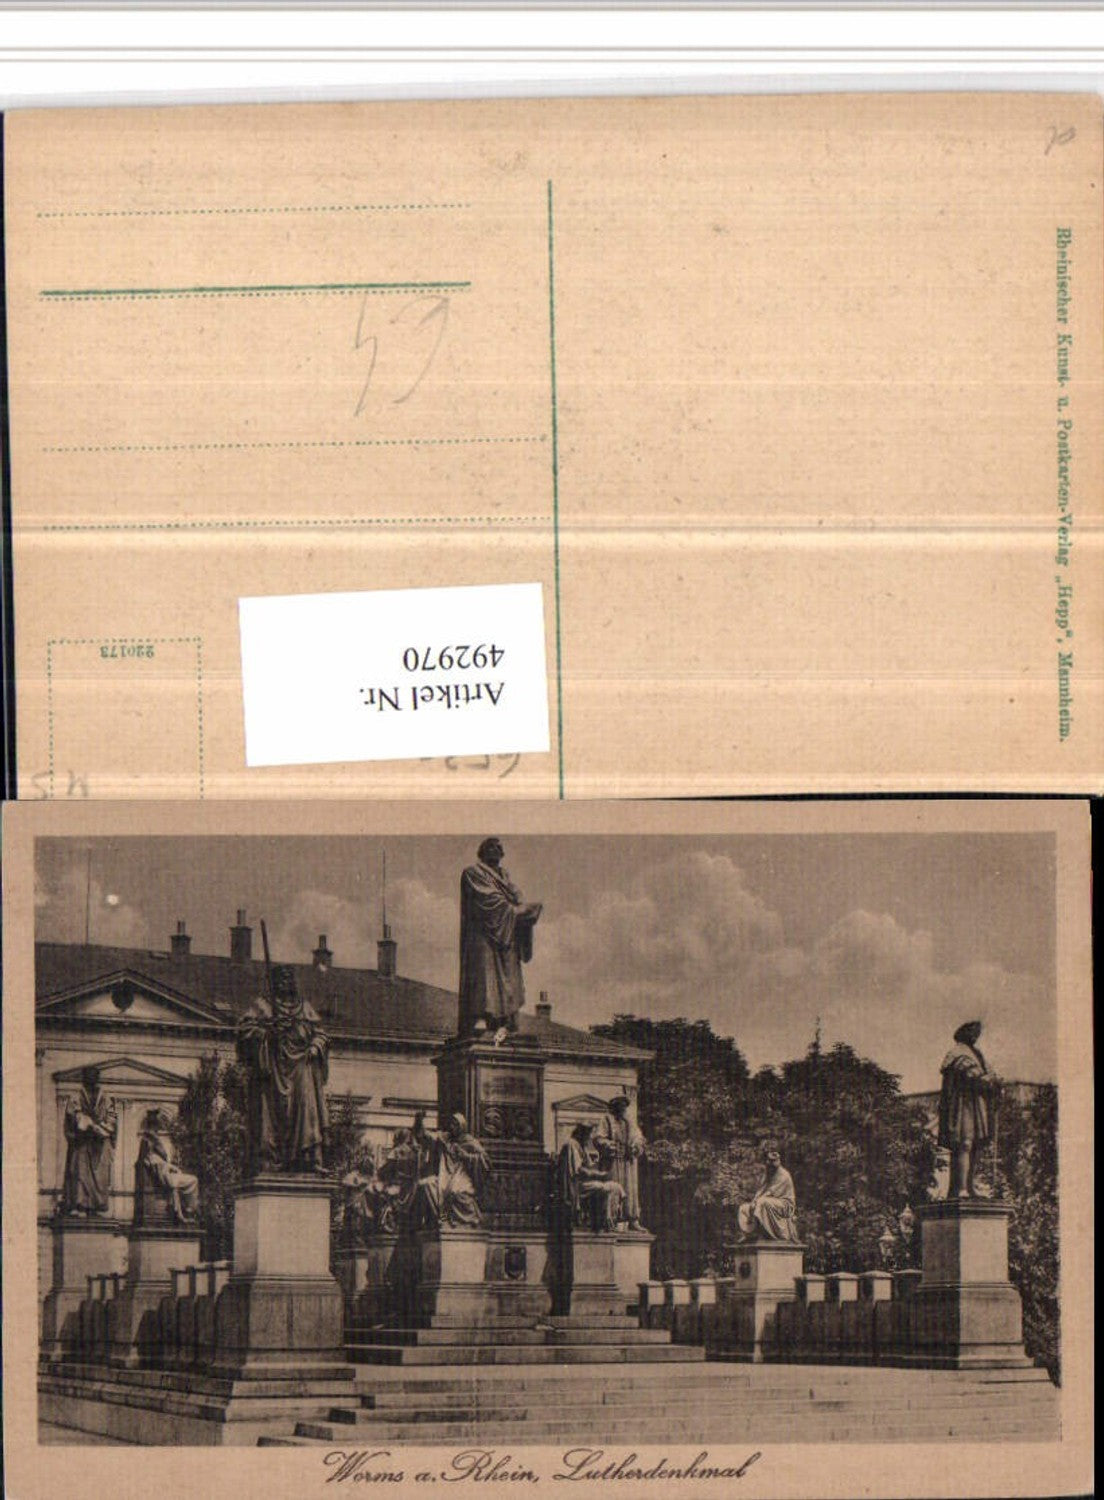 Rheinischer Kunst- u. Postkarten-Verlag „Hepp“, Mannheim.
220173
Artikel Nr.
492970
Worms a. Rhein, Lutherdenkmal